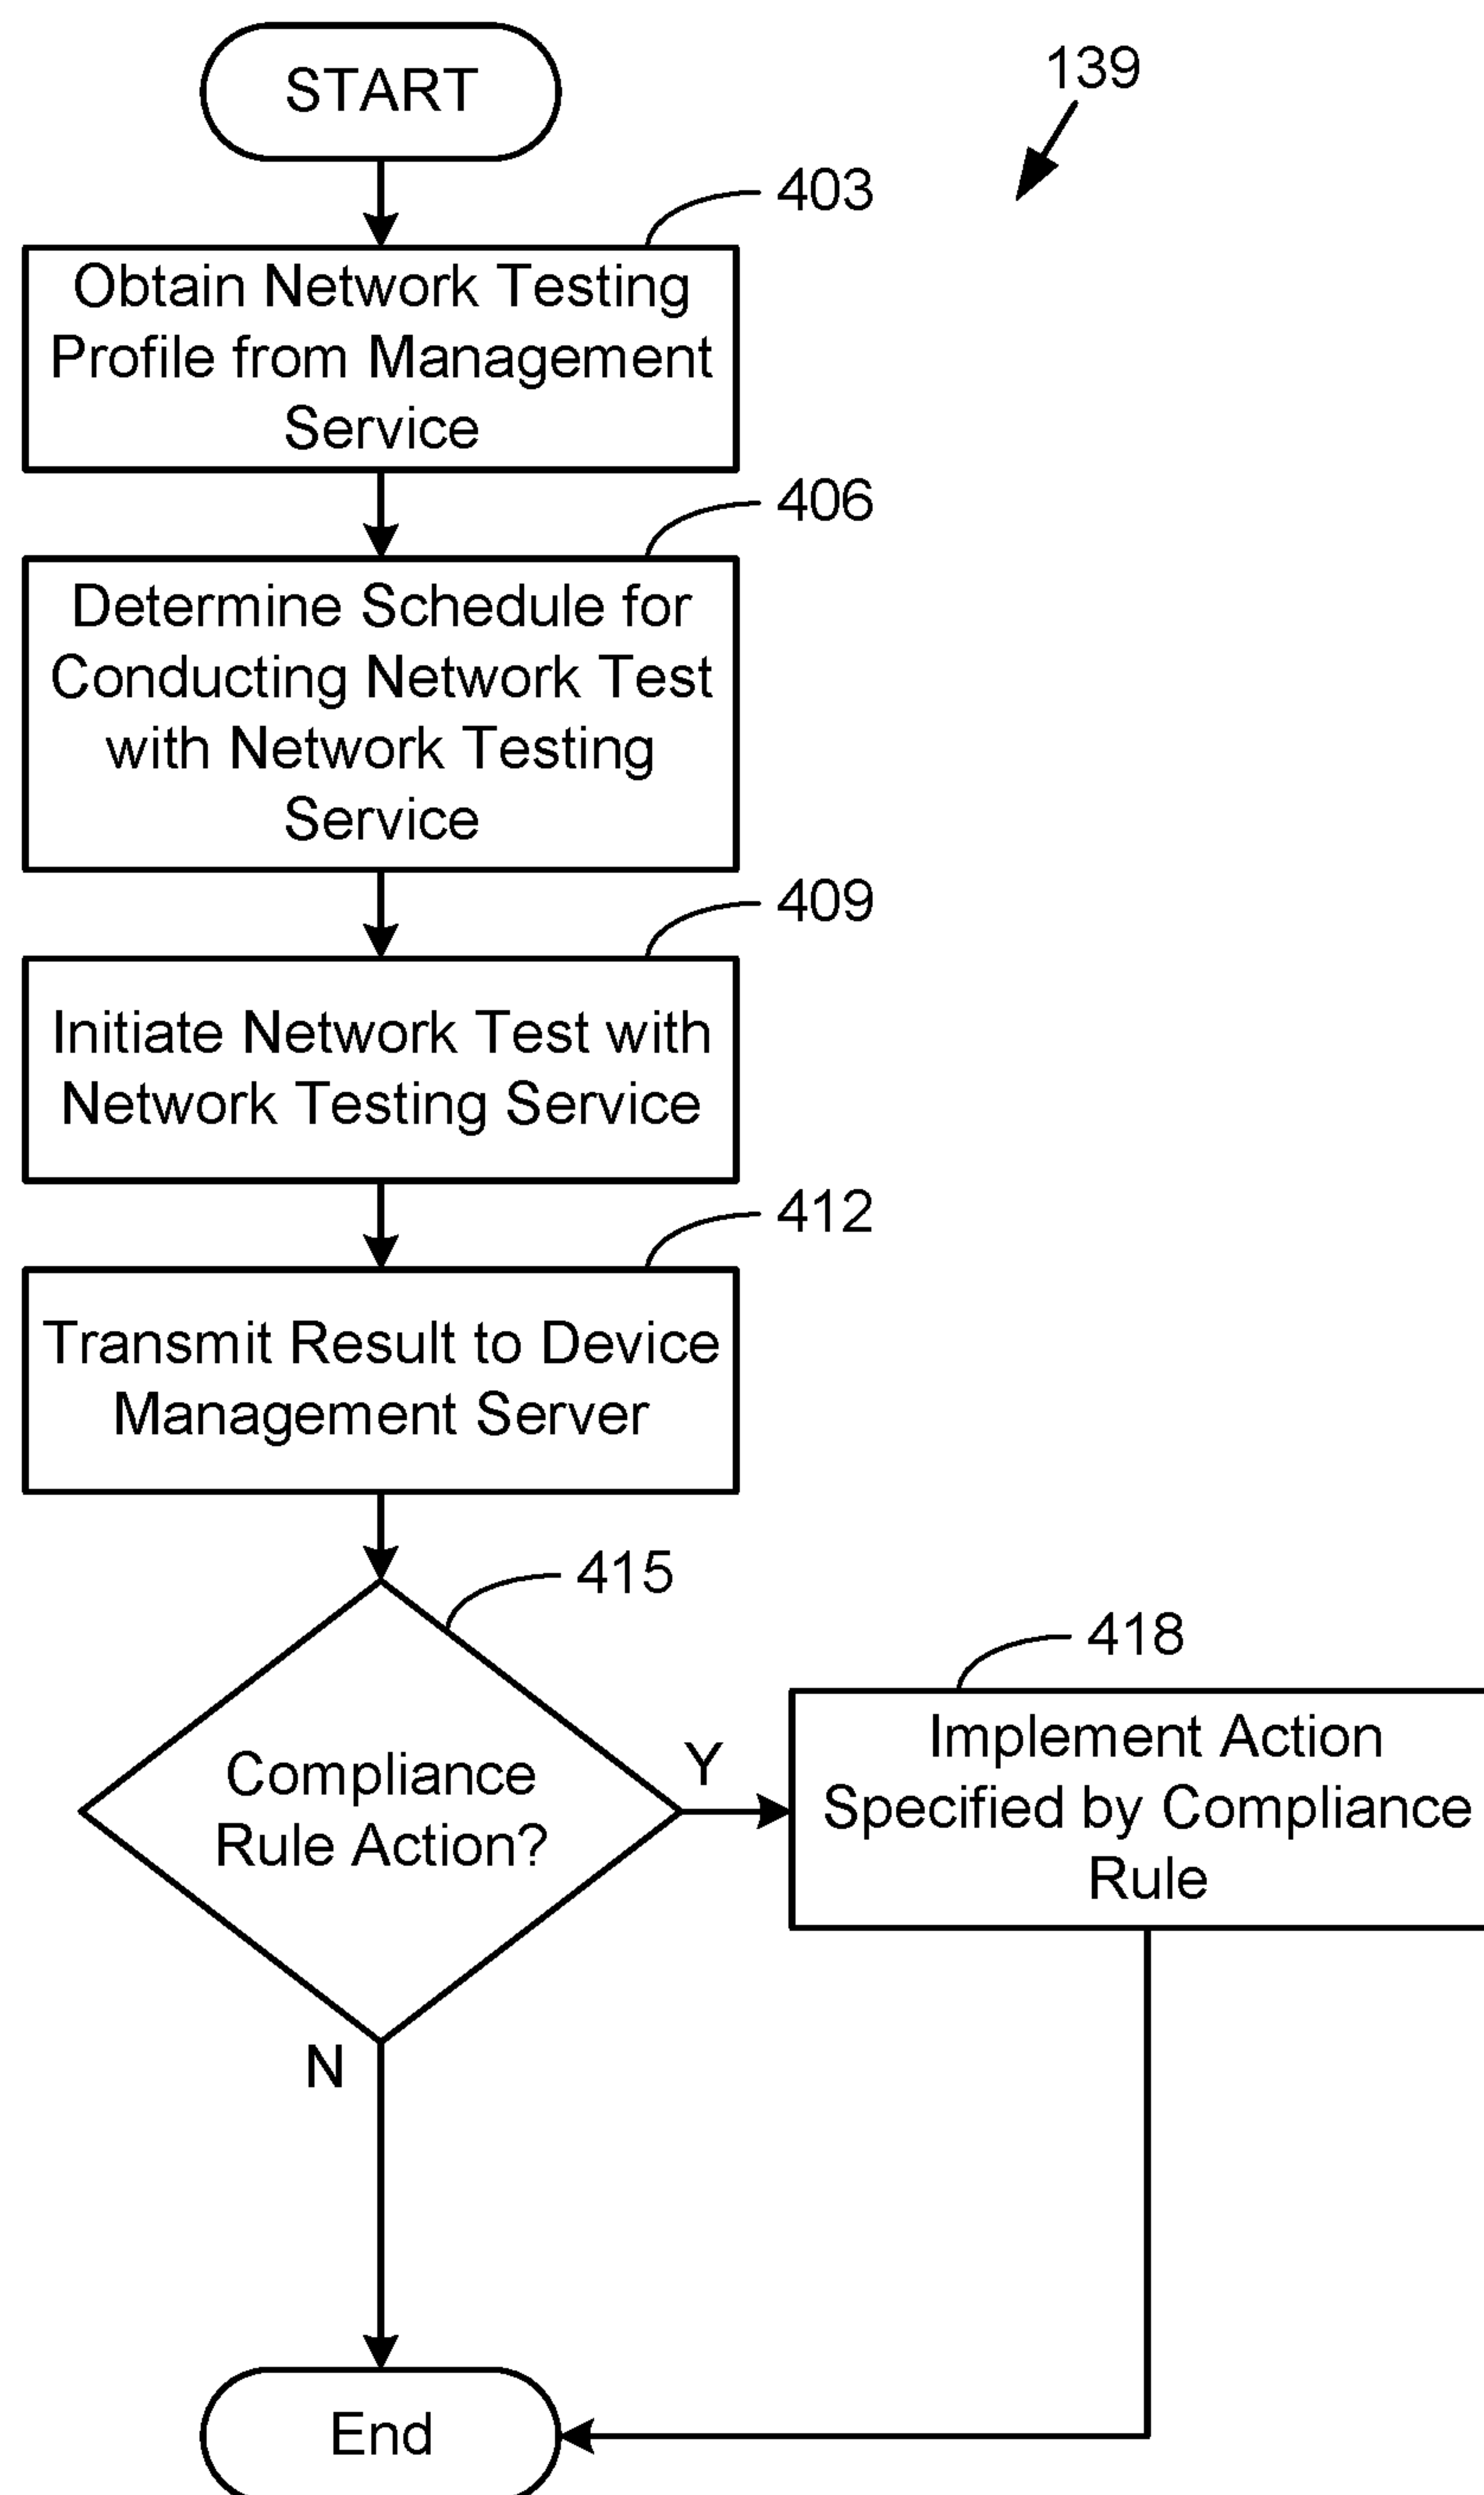 START
139
403
Obtain Network Testing
Profile from Management
Service
406
Determine Schedule for
Conducting Network Test
with Network Testing
Service
409
Initiate Network Test with
Network Testing Service
412
Transmit Result to Device
Management Server
415
Compliance
Rule Action?
Y
418
Implement Action
Specified by Compliance
Rule
N
End